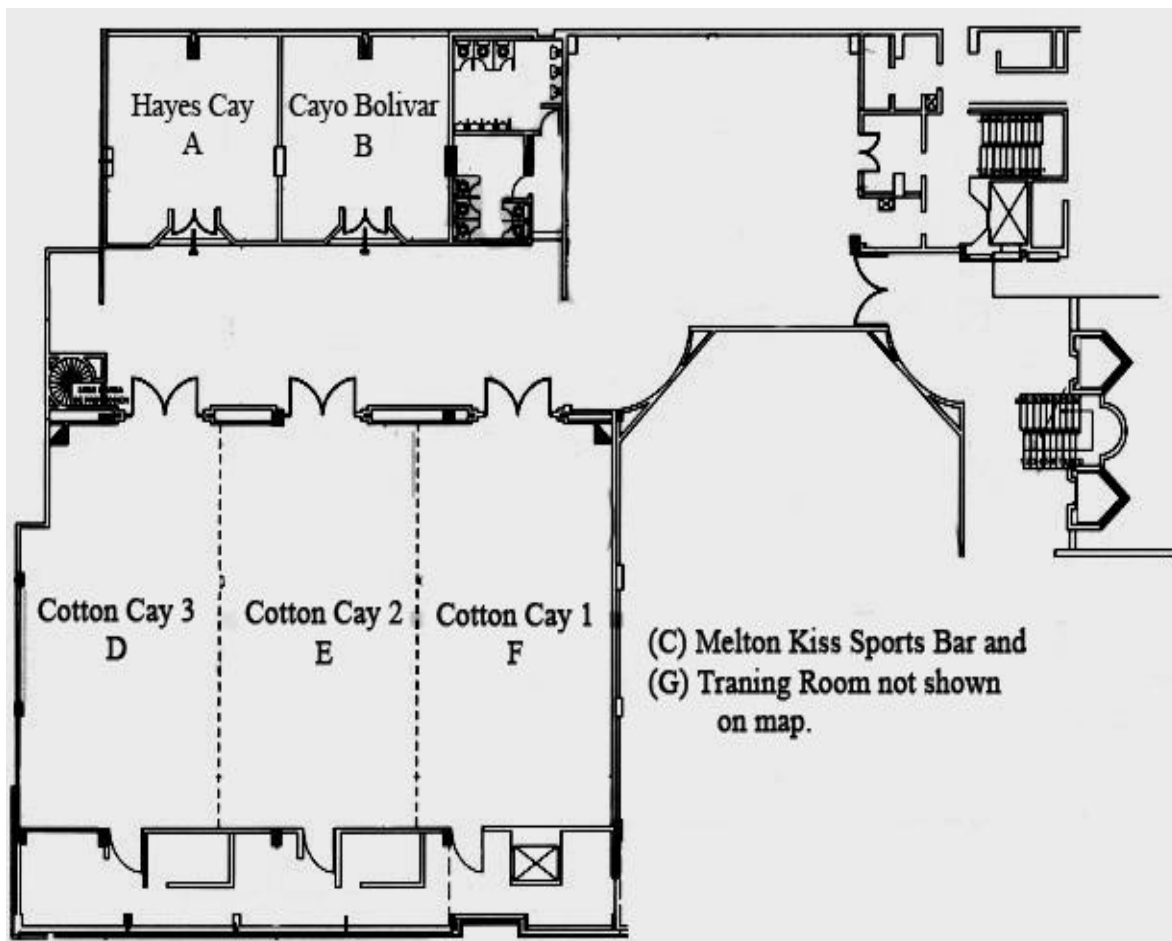 Hayes Cay
A
Cayo Bolivar
B
Cotton Cay 3
D
Cotton Cay 2
E
Cotton Cay 1
F
(C) Melton Kiss Sports Bar and
(G) Traning Room not shown
on map.